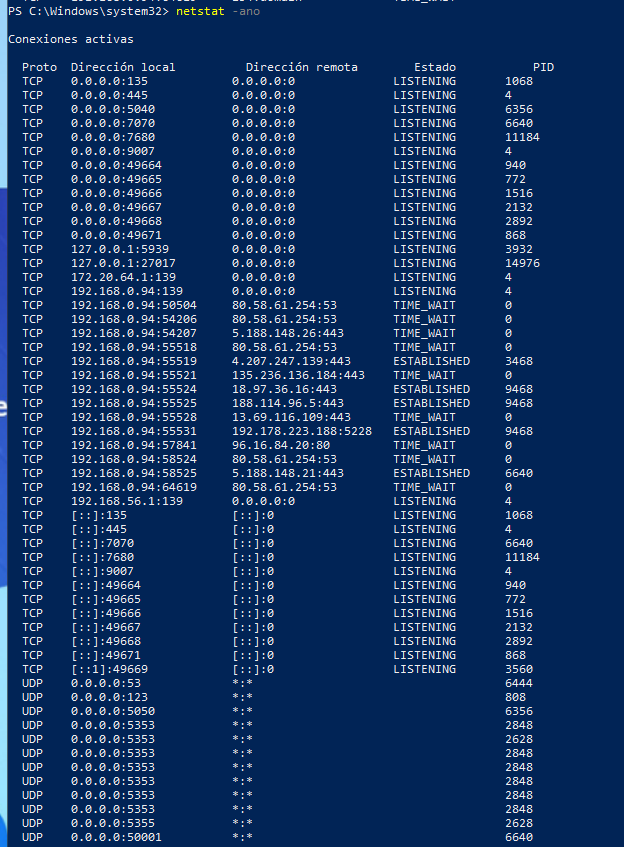 PS C:\Windows\system32> netstat -ano
Conexiones activas
Proto Dirección local Dirección remota Estado PID
TCP 0.0.0.0:135 0.0.0.0:0 LISTENING 1068
TCP 0.0.0.0:445 0.0.0.0:0 LISTENING 4
TCP 0.0.0.0:5040 0.0.0.0:0 LISTENING 6356
TCP 0.0.0.0:7070 0.0.0.0:0 LISTENING 6640
TCP 0.0.0.0:7680 0.0.0.0:0 LISTENING 11184
TCP 0.0.0.0:9007 0.0.0.0:0 LISTENING 4
TCP 0.0.0.0:49664 0.0.0.0:0 LISTENING 940
TCP 0.0.0.0:49665 0.0.0.0:0 LISTENING 772
TCP 0.0.0.0:49666 0.0.0.0:0 LISTENING 1516
TCP 0.0.0.0:49667 0.0.0.0:0 LISTENING 2132
TCP 0.0.0.0:49668 0.0.0.0:0 LISTENING 2892
TCP 0.0.0.0:49671 0.0.0.0:0 LISTENING 868
TCP 127.0.0.1:5939 0.0.0.0:0 LISTENING 3932
TCP 127.0.0.1:27017 0.0.0.0:0 LISTENING 14976
TCP 172.20.64.1:139 0.0.0.0:0 LISTENING 4
TCP 192.168.0.94:139 0.0.0.0:0 LISTENING 4
TCP 192.168.0.94:50504 80.58.61.254:53 TIME_WAIT 0
TCP 192.168.0.94:54206 80.58.61.254:53 TIME_WAIT 0
TCP 192.168.0.94:54207 5.188.148.26:443 TIME_WAIT 0
TCP 192.168.0.94:55518 80.58.61.254:53 TIME_WAIT 0
TCP 192.168.0.94:55519 4.207.247.139:443 ESTABLISHED 3468
TCP 192.168.0.94:55521 135.236.136.184:443 TIME_WAIT 0
TCP 192.168.0.94:55524 18.97.36.16:443 ESTABLISHED 9468
TCP 192.168.0.94:55525 188.114.96.5:443 ESTABLISHED 9468
TCP 192.168.0.94:55528 13.69.116.109:443 TIME_WAIT 0
TCP 192.168.0.94:55531 192.178.223.188:5228 ESTABLISHED 9468
TCP 192.168.0.94:57841 96.16.84.20:80 TIME_WAIT 0
TCP 192.168.0.94:58524 80.58.61.254:53 TIME_WAIT 0
TCP 192.168.0.94:58525 5.188.148.21:443 ESTABLISHED 6640
TCP 192.168.0.94:64619 80.58.61.254:53 TIME_WAIT 0
TCP 192.168.56.1:139 0.0.0.0:0 LISTENING 4
TCP [::]:135 [::]:0 LISTENING 1068
TCP [::]:445 [::]:0 LISTENING 4
TCP [::]:7070 [::]:0 LISTENING 6640
TCP [::]:7680 [::]:0 LISTENING 11184
TCP [::]:9007 [::]:0 LISTENING 4
TCP [::]:49664 [::]:0 LISTENING 940
TCP [::]:49665 [::]:0 LISTENING 772
TCP [::]:49666 [::]:0 LISTENING 1516
TCP [::]:49667 [::]:0 LISTENING 2132
TCP [::]:49668 [::]:0 LISTENING 2892
TCP [::]:49671 [::]:0 LISTENING 868
TCP [::1]:49669 [::]:0 LISTENING 3560
UDP 0.0.0.0:53 *:* 6444
UDP 0.0.0.0:123 *:* 808
UDP 0.0.0.0:5050 *:* 6356
UDP 0.0.0.0:5353 *:* 2848
UDP 0.0.0.0:5353 *:* 2628
UDP 0.0.0.0:5353 *:* 2848
UDP 0.0.0.0:5353 *:* 2848
UDP 0.0.0.0:5353 *:* 2848
UDP 0.0.0.0:5353 *:* 2848
UDP 0.0.0.0:5355 *:* 2628
UDP 0.0.0.0:50001 *:* 6640